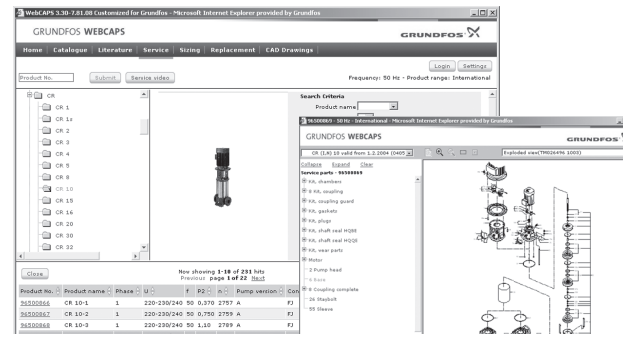 WebCAPS 3.30-7.01.08 Customized for Grundfos - Microsoft Internet Explorer provided by Grundfos
GRUNDFOS WEBCAPS
GRUNDFOS
Home Catalogue Literature Service Sizing Replacement CAD Drawings
Login Settings
Product No. Submit Service video
Frequency: 50 Hz - Product range: International
CR
CR 1
CR 1s
CR 2
CR 3
CR 4
CR 5
CR 8
CR 10
CR 15
CR 16
CR 20
CR 30
CR 32
Search Criteria
Product name
Close
Now showing 1-10 of 231 hits
Previous page 1 of 22 Next
Product No. Product name Phase U f P2 n Pump version Con
96500866 CR 10-1 1 220-230/240 50 0,370 2757 A FJ
96500867 CR 10-2 1 220-230/240 50 0,750 2759 A FJ
96500868 CR 10-3 1 220-230/240 50 1,10 2789 A FJ
96500869 - 50 Hz - International - Microsoft Internet Explorer provided by Grundfos
GRUNDFOS WEBCAPS
GRUNDFOS
CR (I,N) 10 valid from 1.2.2004 (0405
Exploded view(TM026496 1003)
Collapse Expand Clear
Service parts - 96500869
Kit, chambers
Kit, coupling
Kit, coupling guard
Kit, gaskets
Kit, plugs
Kit, shaft seal HQBE
Kit, shaft seal HQQE
Kit, wear parts
Motor
2 Pump head
6 Base
8 Coupling complete
26 Staybolt
55 Sleeve